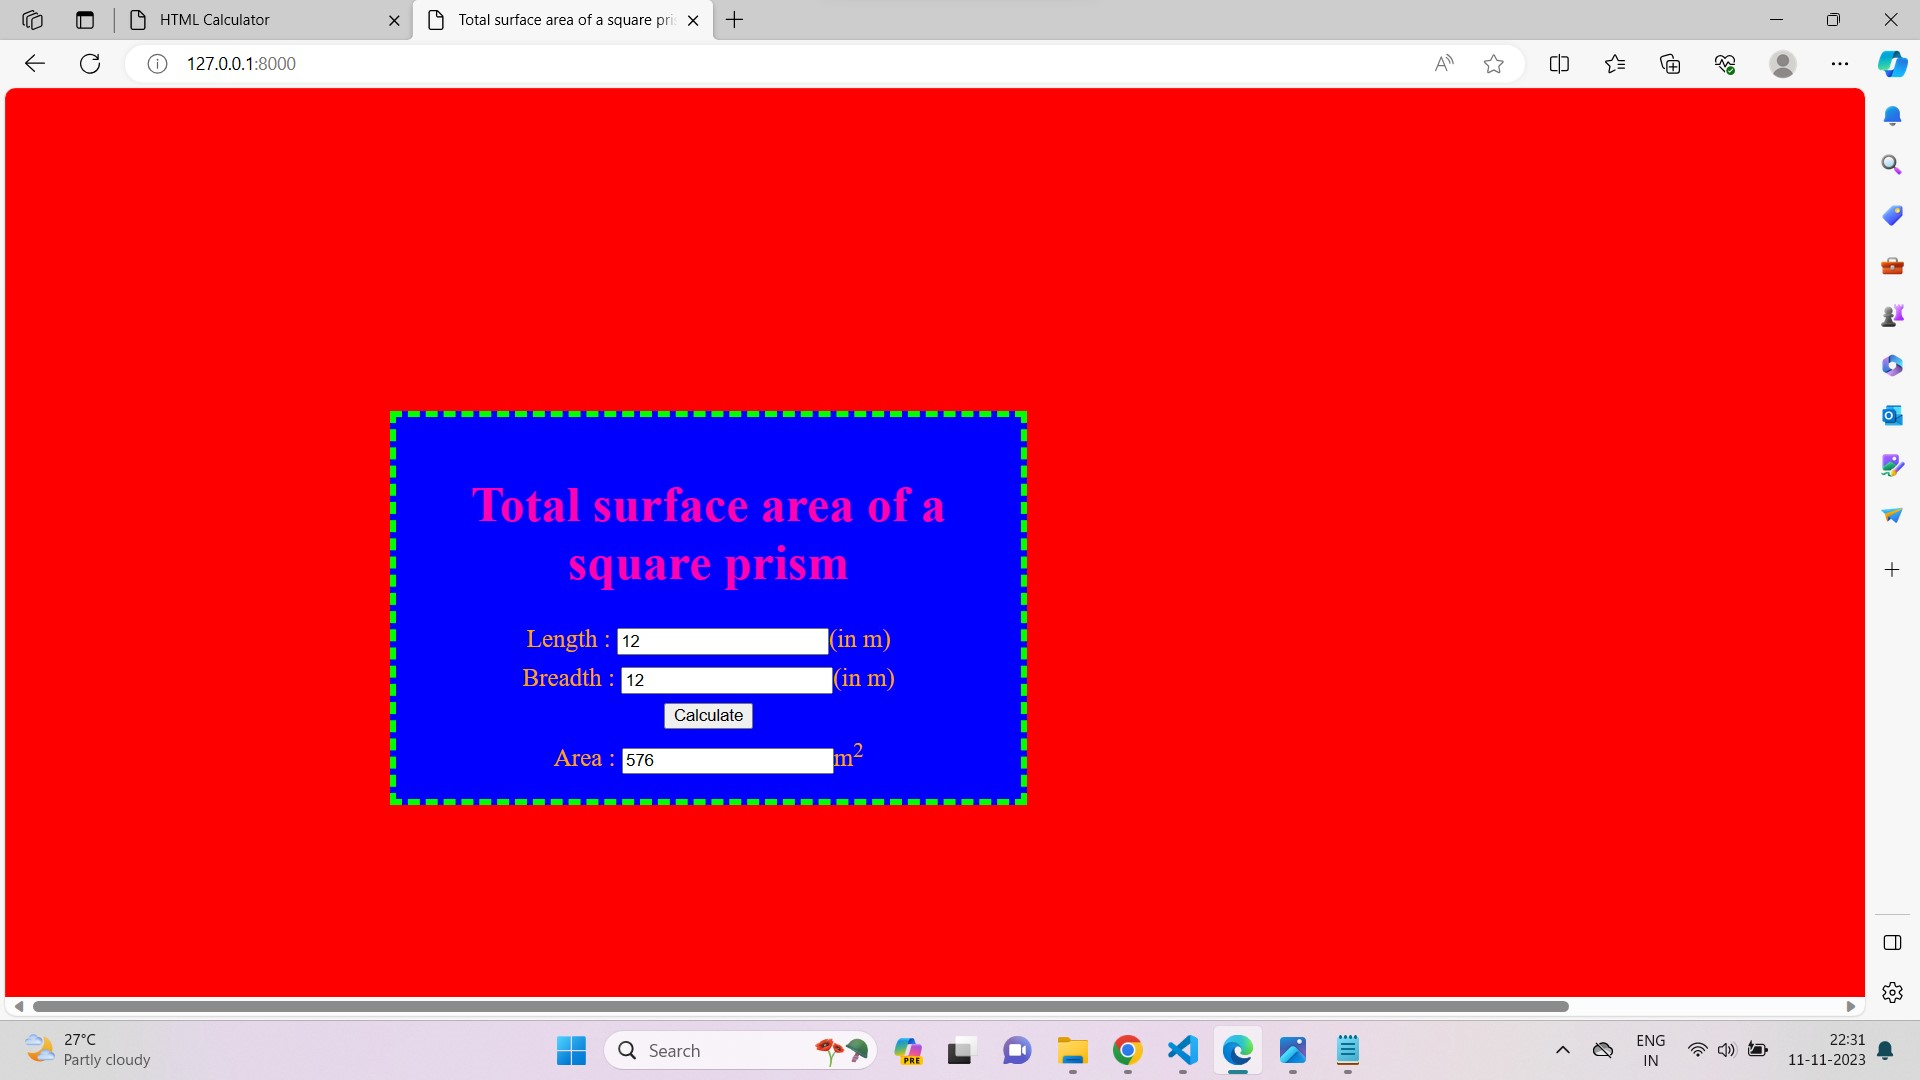 HTML Calculator
Total surface area of a square pri
127.0.0.1:8000
Total surface area of a
square prism
Length : 12 (in m)
Breadth : 12 (in m)
Calculate
Area : 576 m²
27°C
Partly cloudy
Search
PRE
ENG
IN
22:31
11-11-2023